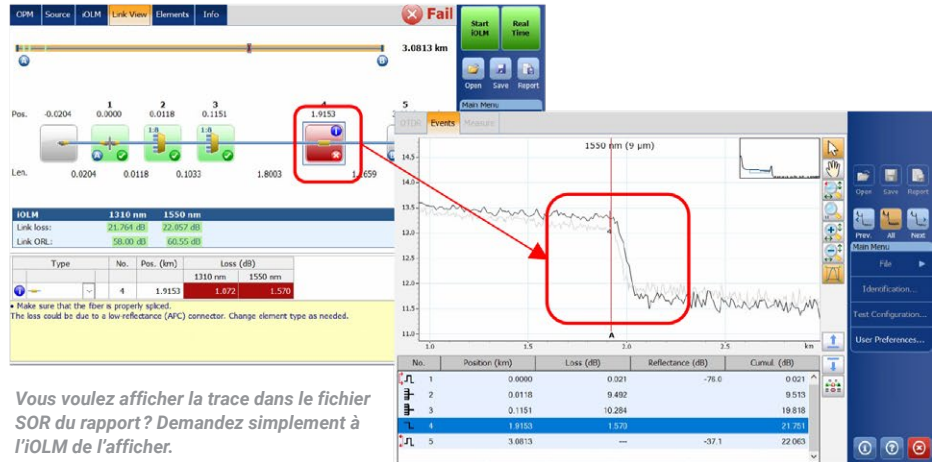 OPM Source iOLM Link View Elements Info
Fail
3.0813 km
A B
1 2 3 4 5
Pos. -0.0204 0.0000 0.0118 0.1151 1.9153
1:8 1:8
A
Len. 0.0204 0.0118 0.1033 1.8003
iOLM 1310 nm 1550 nm
Link loss: 21.764 dB 22.057 dB
Link ORL: 58.00 dB 60.55 dB
Type No. Pos. (km) Loss (dB)
1310 nm 1550 nm
4 1.9153 1.872 1.570
• Make sure that the fiber is properly spliced.
The loss could be due to a low-reflectance (APC) connector. Change element type as needed.
Vous voulez afficher la trace dans le fichier
SOR du rapport ? Demandez simplement à
l’iOLM de l’afficher.
Start iOLM
Real Time
Open Save Report
Main Menu
OTDR Events Measure
1550 nm (9 µm)
14.5
14.0
13.5
13.0
12.5
12.0
11.5
11.0
1.0 1.5 2.0 2.5 km
A
No. Position (km) Loss (dB) Reflectance (dB) Cumul. (dB)
1 0.0000 0.021 -76.0 0.021
2 0.0118 9.492 9.513
3 0.1151 10.284 19.818
4 1.9153 1.570 21.751
5 3.0813 --- -37.1 22.063
Open Save Report
Prev. All Next
Main Menu
File
Identification...
Test Configuration...
User Preferences...